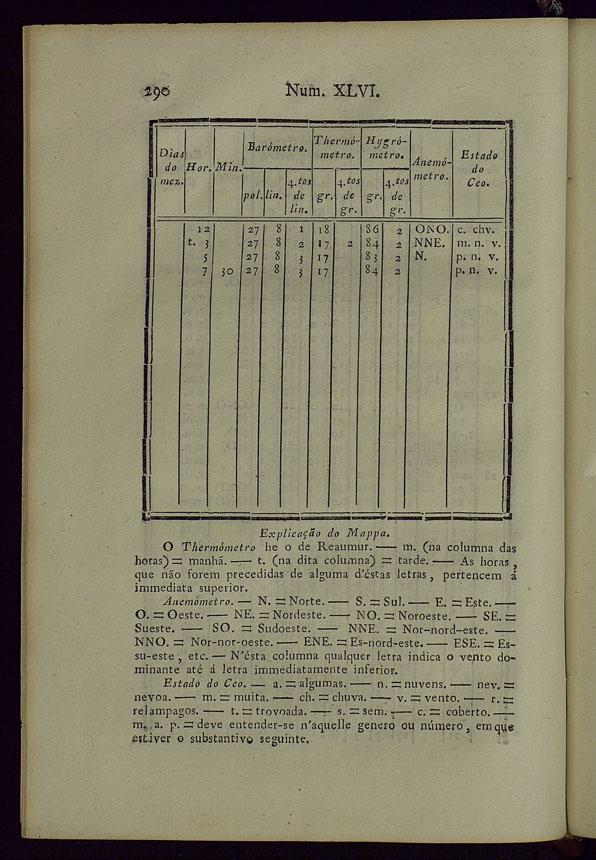 290 Num. XLVI.
Dias do mez. Hor. Min. Barómetro. Thermómetro. Hygrómetro. Anemómetro. Estado do Ceo.
pol. lin. 4.tos de lin. gr. 4.tos de gr. gr. 4.tos de gr.
12 27 8 1 18 86 2 ONO. c. chv.
t. 3 27 8 2 17 2 84 2 NNE. m. n. v.
5 27 8 3 17 83 2 N. p. n. v.
7 30 27 8 3 17 84 2 p. n. v.
Explicação do Mappa.
O Thermómetro he o de Reaumur. — m. (na columna das
horas) = manhã. — t. (na dita columna) = tarde. — As horas,
que não forem precedidas de alguma d'éstas letras, pertencem á
immediata superior.
Anemómetro. — N. = Norte. — S. = Sul. — E. = Este. —
O. = Oeste. — NE. = Nordeste. — NO. = Noroeste. — SE. =
Sueste. — SO. = Sudoeste. — NNE. = Nor-nord-este. —
NNO. = Nor-nor-oeste. — ENE. = Es-nord-este. — ESE. = Es-
su-este, etc. — N'ésta columna qualquer letra indica o vento do-
minante até á letra immediatamente inferior.
Estado do Ceo. — a. = algumas. — n. = nuvens. — nev. =
nevoa. — m. = muita. — ch. = chuva. — v. = vento. — r. =
relampagos. — t. = trovoada. — s. = sem. — c. = coberto. —
m. a. p. = deve entender-se n'aquelle genero ou número, em que
estiver o substantivo seguinte.